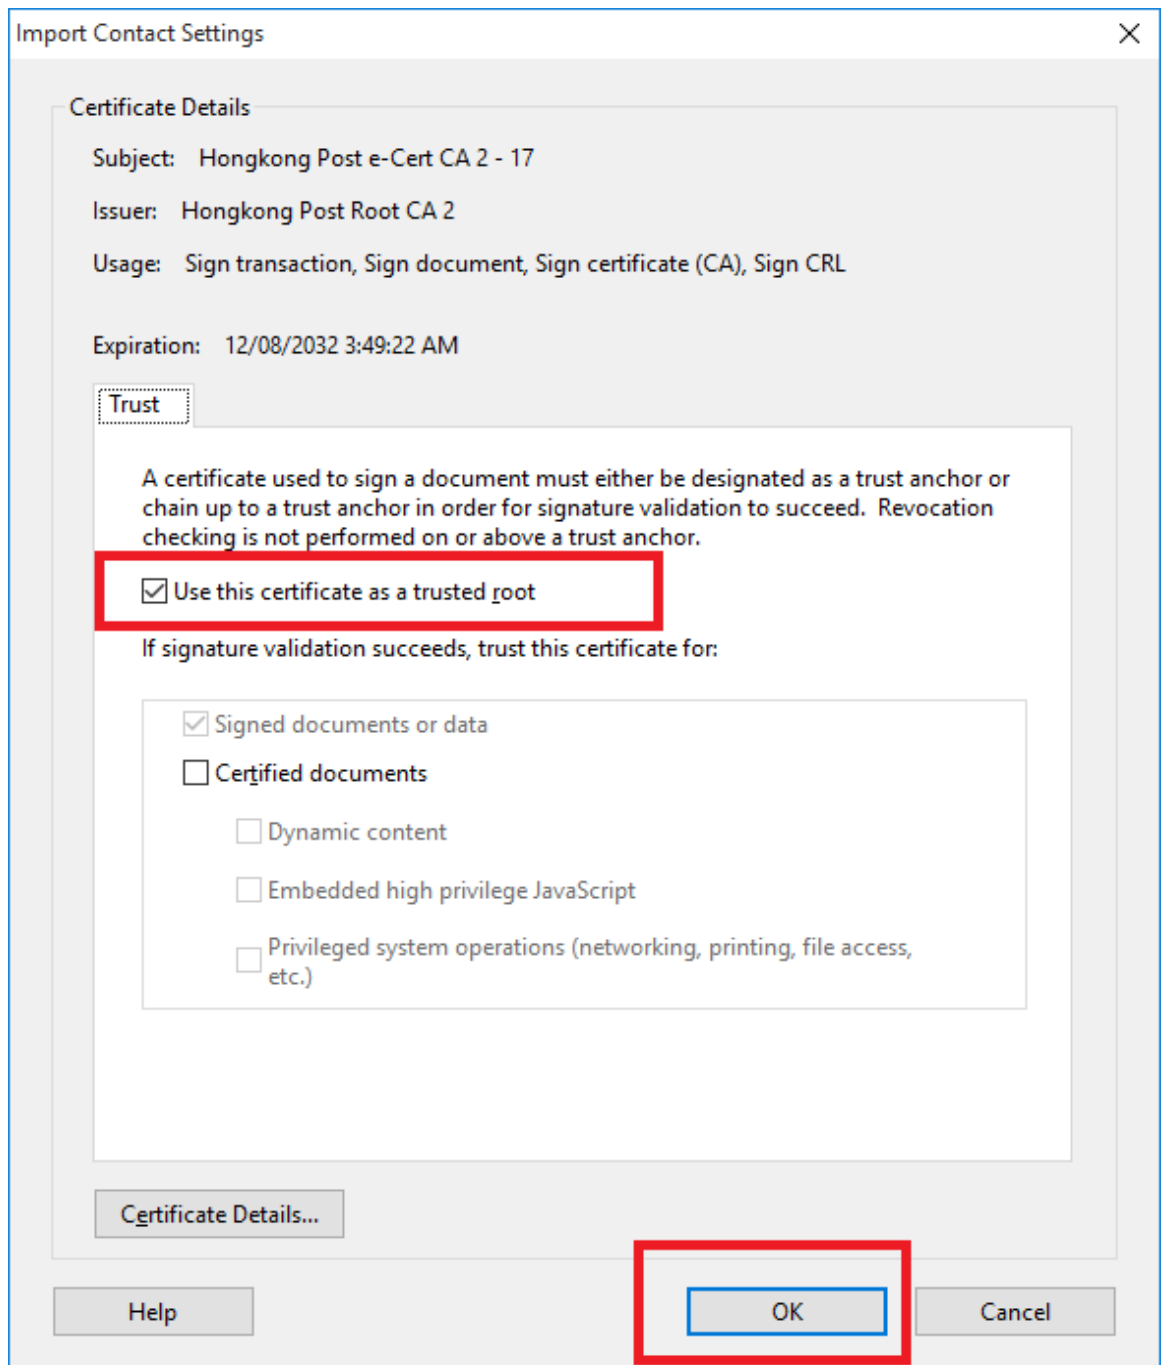 Import Contact Settings
Certificate Details
Subject: Hongkong Post e-Cert CA 2 - 17
Issuer: Hongkong Post Root CA 2
Usage: Sign transaction, Sign document, Sign certificate (CA), Sign CRL
Expiration: 12/08/2032 3:49:22 AM
Trust
A certificate used to sign a document must either be designated as a trust anchor or
chain up to a trust anchor in order for signature validation to succeed. Revocation
checking is not performed on or above a trust anchor.
Use this certificate as a trusted root
If signature validation succeeds, trust this certificate for:
Signed documents or data
Certified documents
Dynamic content
Embedded high privilege JavaScript
Privileged system operations (networking, printing, file access,
etc.)
Certificate Details...
Help OK Cancel